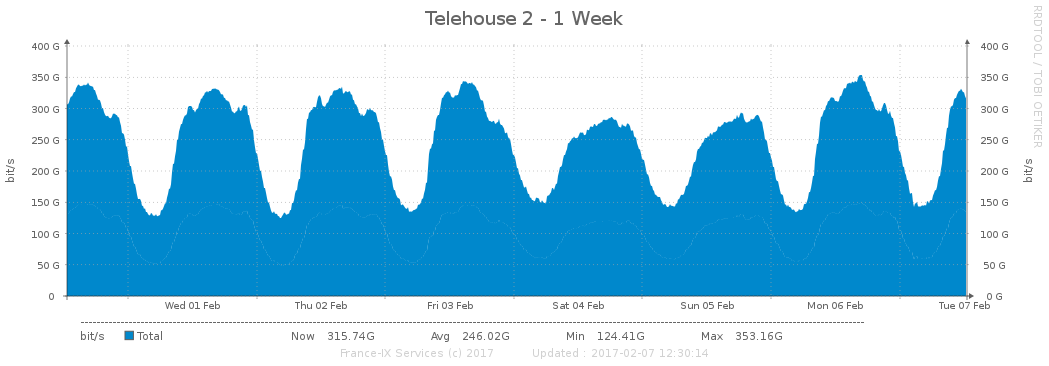 Telehouse 2 - 1 Week
RRDTOOL / TOBI OETIKER
400 G 400 G
350 G 350 G
300 G 300 G
250 G 250 G
200 G 200 G
150 G 150 G
100 G 100 G
50 G 50 G
0 0 G
bit/s bit/s
Wed 01 Feb Thu 02 Feb Fri 03 Feb Sat 04 Feb Sun 05 Feb Mon 06 Feb Tue 07 Feb
bit/s Total Now 315.74G Avg 246.02G Min 124.41G Max 353.16G
France-IX Services (c) 2017 Updated : 2017-02-07 12:30:14